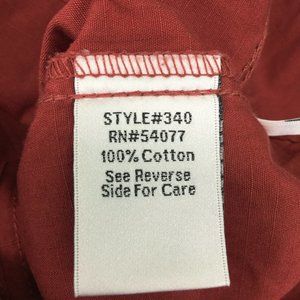 STYLE#340
RN#54077
100% Cotton
See Reverse
Side For Care